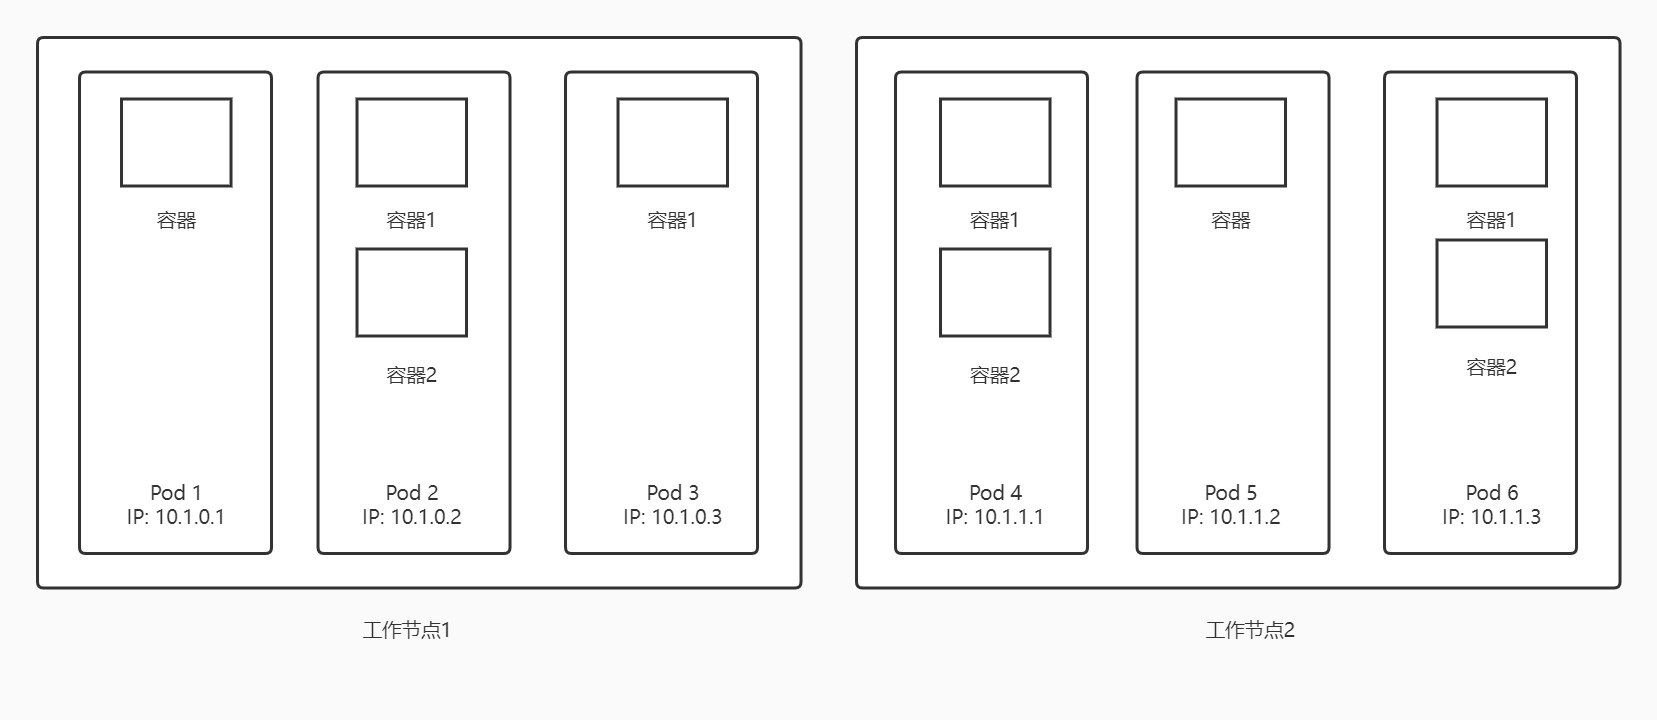 容器
容器1
容器1
容器2
Pod 1
IP: 10.1.0.1
Pod 2
IP: 10.1.0.2
Pod 3
IP: 10.1.0.3
工作节点1
容器1
容器
容器1
容器2
容器2
Pod 4
IP: 10.1.1.1
Pod 5
IP: 10.1.1.2
Pod 6
IP: 10.1.1.3
工作节点2